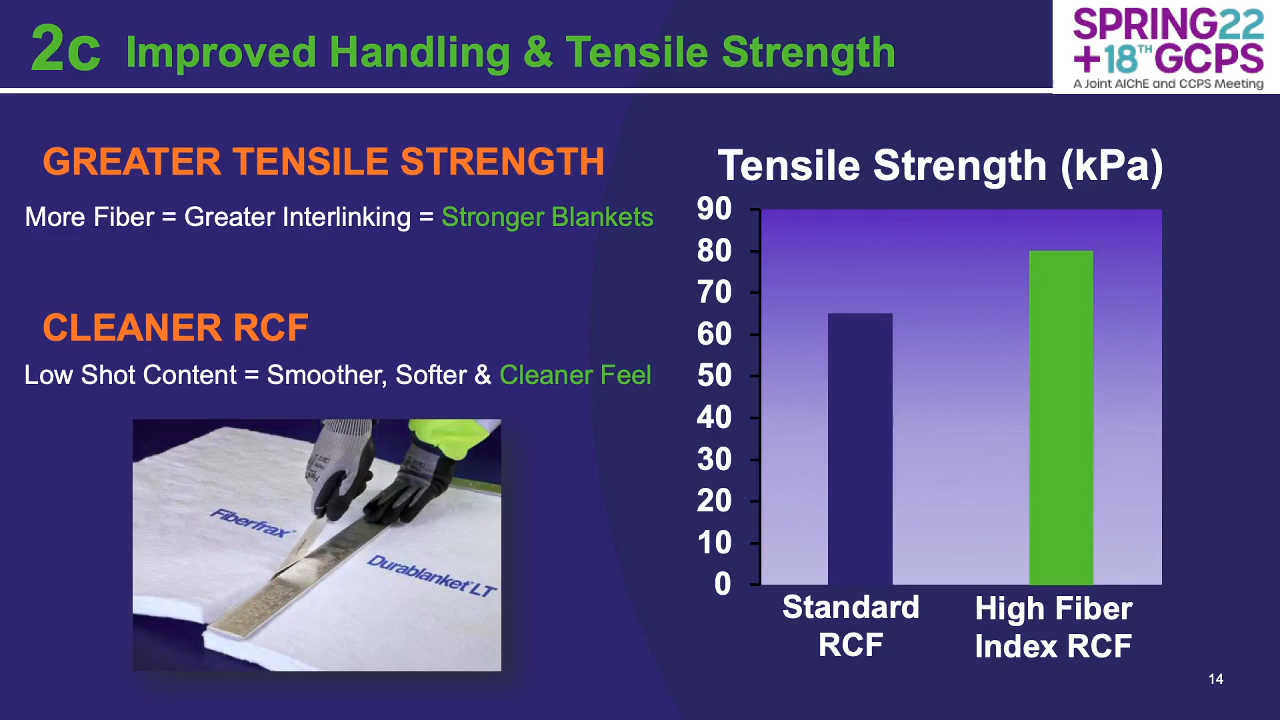 2c Improved Handling & Tensile Strength
SPRING22
+18TH GCPS
A Joint AIChE and CCPS Meeting
GREATER TENSILE STRENGTH
More Fiber = Greater Interlinking = Stronger Blankets
CLEANER RCF
Low Shot Content = Smoother, Softer & Cleaner Feel
Fiberfrax®
Durablanket® LT
Tensile Strength (kPa)
90
80
70
60
50
40
30
20
10
0
Standard
RCF
High Fiber
Index RCF
14